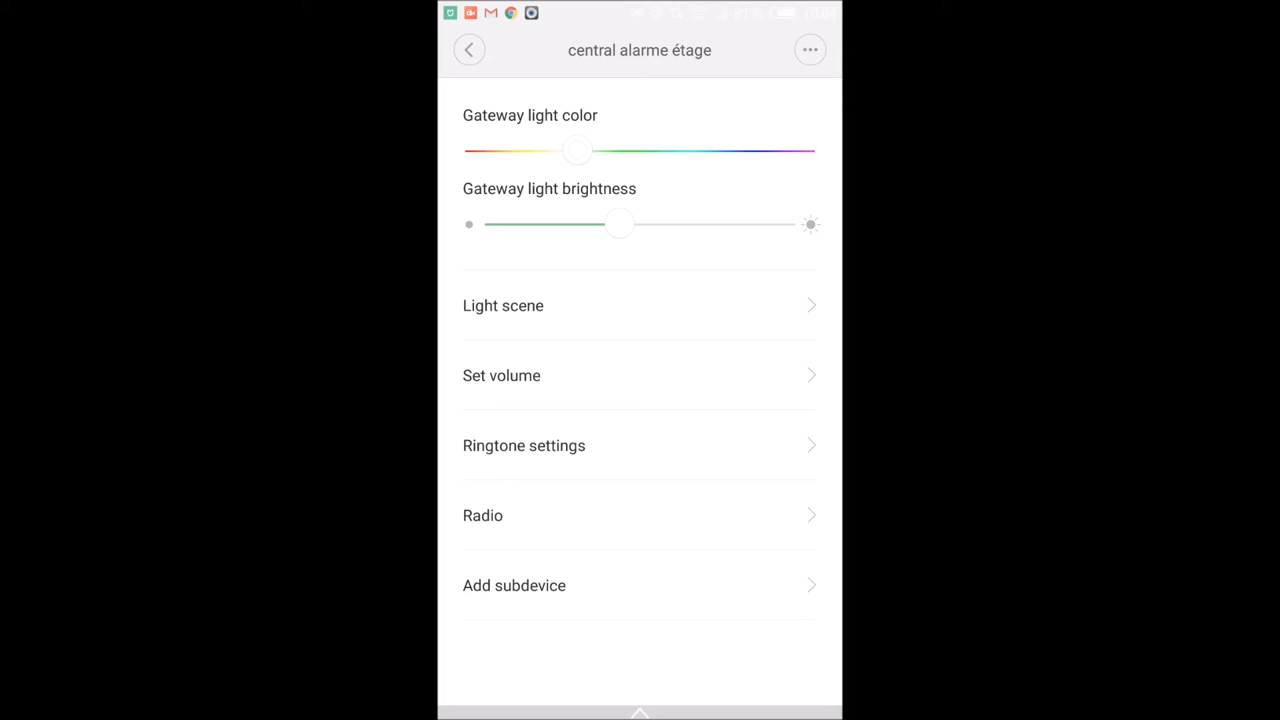 central alarme étage
Gateway light color
Gateway light brightness
Light scene
Set volume
Ringtone settings
Radio
Add subdevice